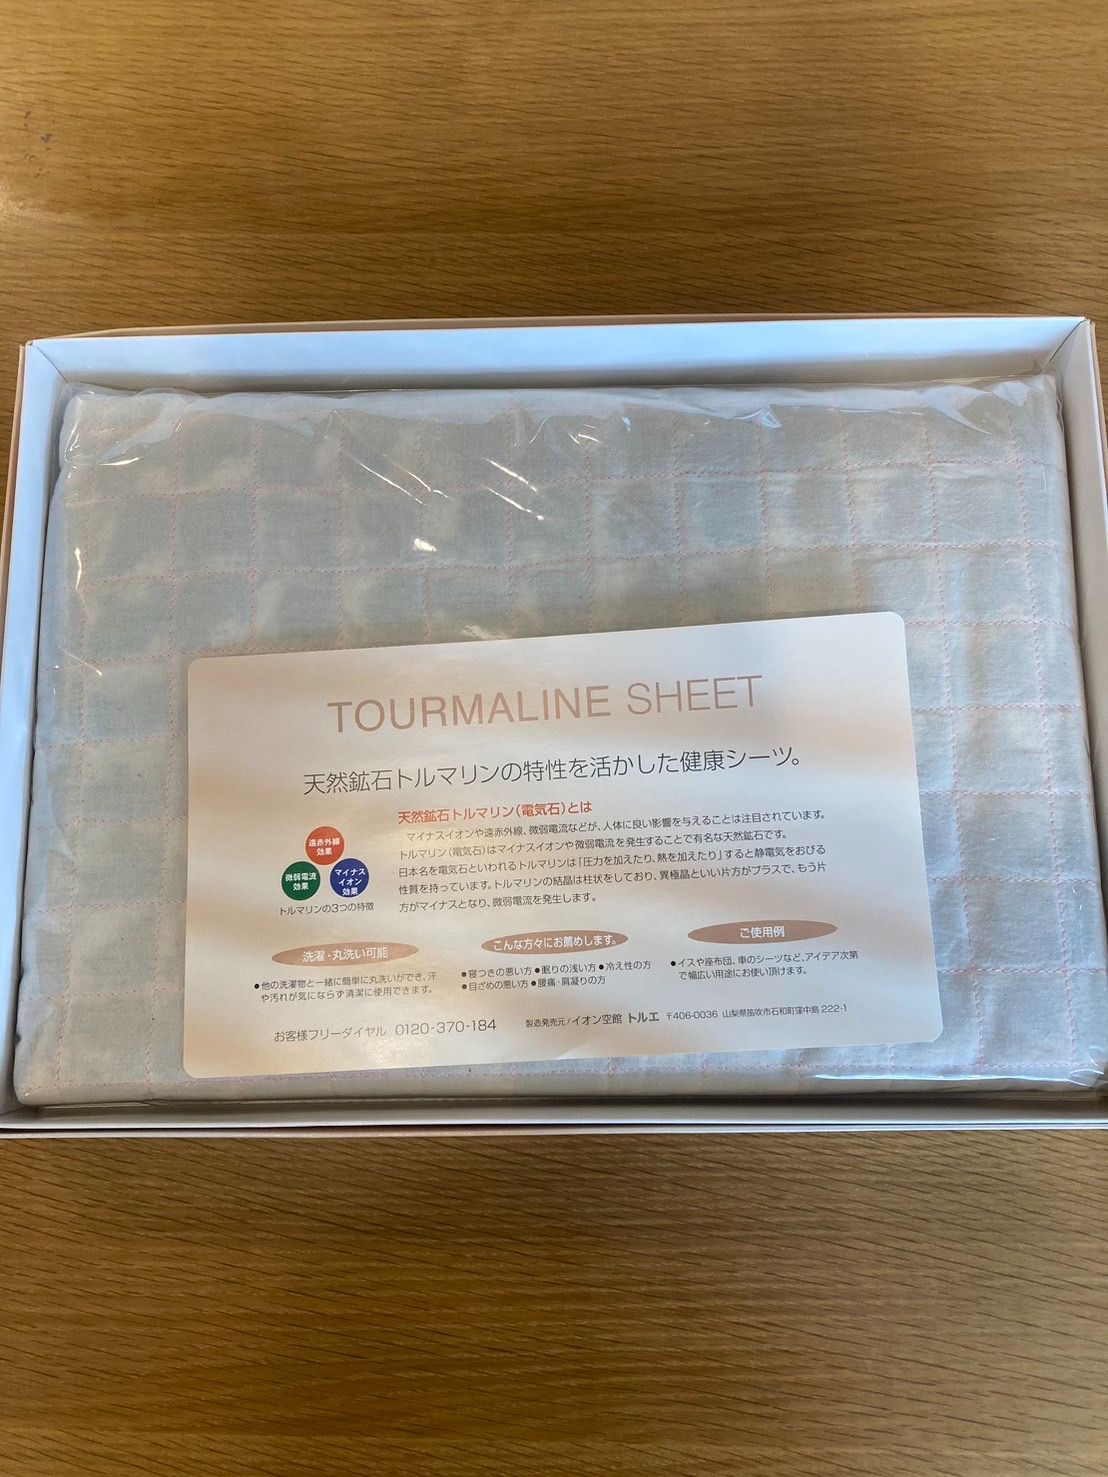 TOURMALINE SHEET
天然鉱石トルマリンの特性を活かした健康シーツ。
天然鉱石トルマリン(電気石)とは
マイナスイオンや遠赤外線、微弱電流などが、人体に良い影響を与えることは注目されています。
トルマリン(電気石)はマイナスイオンや微弱電流を発生することで有名な天然鉱石です。
日本名を電気石といわれるトルマリンは「圧力を加えたり、熱を加えたり」すると静電気をおびる
性質を持っています。トルマリンの結晶は柱状をしており、異極晶といい片方がプラスで、もう片
方がマイナスとなり、微弱電流を発生します。
遠赤外線
効果
微弱電流
効果
マイナス
イオン
効果
トルマリンの3つの特徴
洗濯・丸洗い可能
●他の洗濯物と一緒に簡単に丸洗いができ、汗
や汚れが気にならず清潔に使用できます。
こんな方々にお薦めします。
●寝つきの悪い方●眠りの浅い方●冷え性の方
●目ざめの悪い方●腰痛・肩凝りの方
ご使用例
●イスや座布団、車のシーツなど、アイデア次第
で幅広い用途にお使い頂けます。
お客様フリーダイヤル 0120-370-184
製造発売元/イオン空館 トルエ 〒406-0036 山梨県笛吹市石和町窪中島222-1